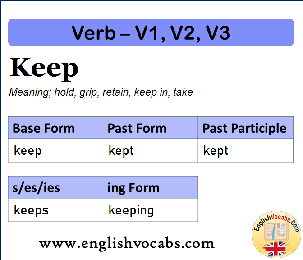 Verb – V1, V2, V3
Keep
Meaning; hold, grip, retain, keep in, take
Base Form Past Form Past Participle
keep kept kept
s/es/ies ing Form
keeps keeping
www.englishvocabs.com
EnglishVocabs.Com